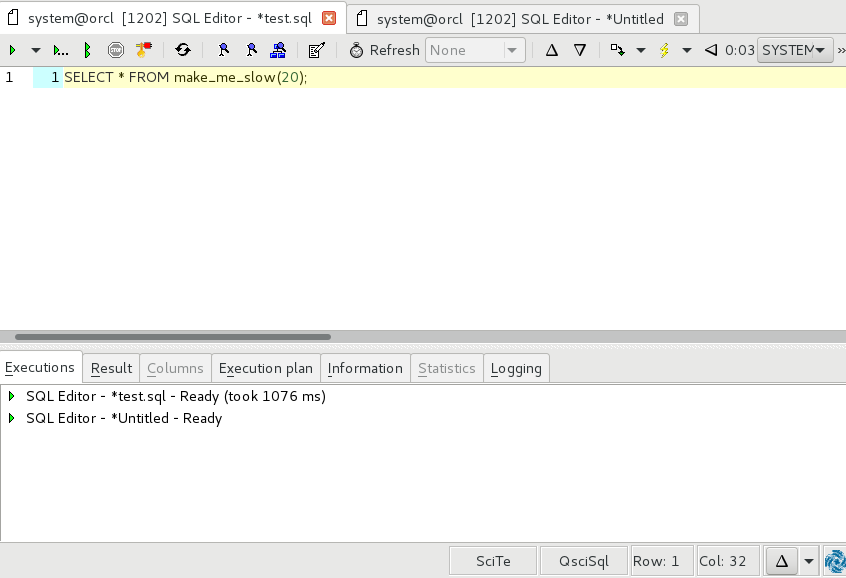 system@orcl [1202] SQL Editor - *test.sql
system@orcl [1202] SQL Editor - *Untitled
Refresh None 0:03 SYSTEM »
1 1 SELECT * FROM make_me_slow(20);
Executions Result Columns Execution plan Information Statistics Logging
SQL Editor - *test.sql - Ready (took 1076 ms)
SQL Editor - *Untitled - Ready
SciTe QsciSql Row: 1 Col: 32